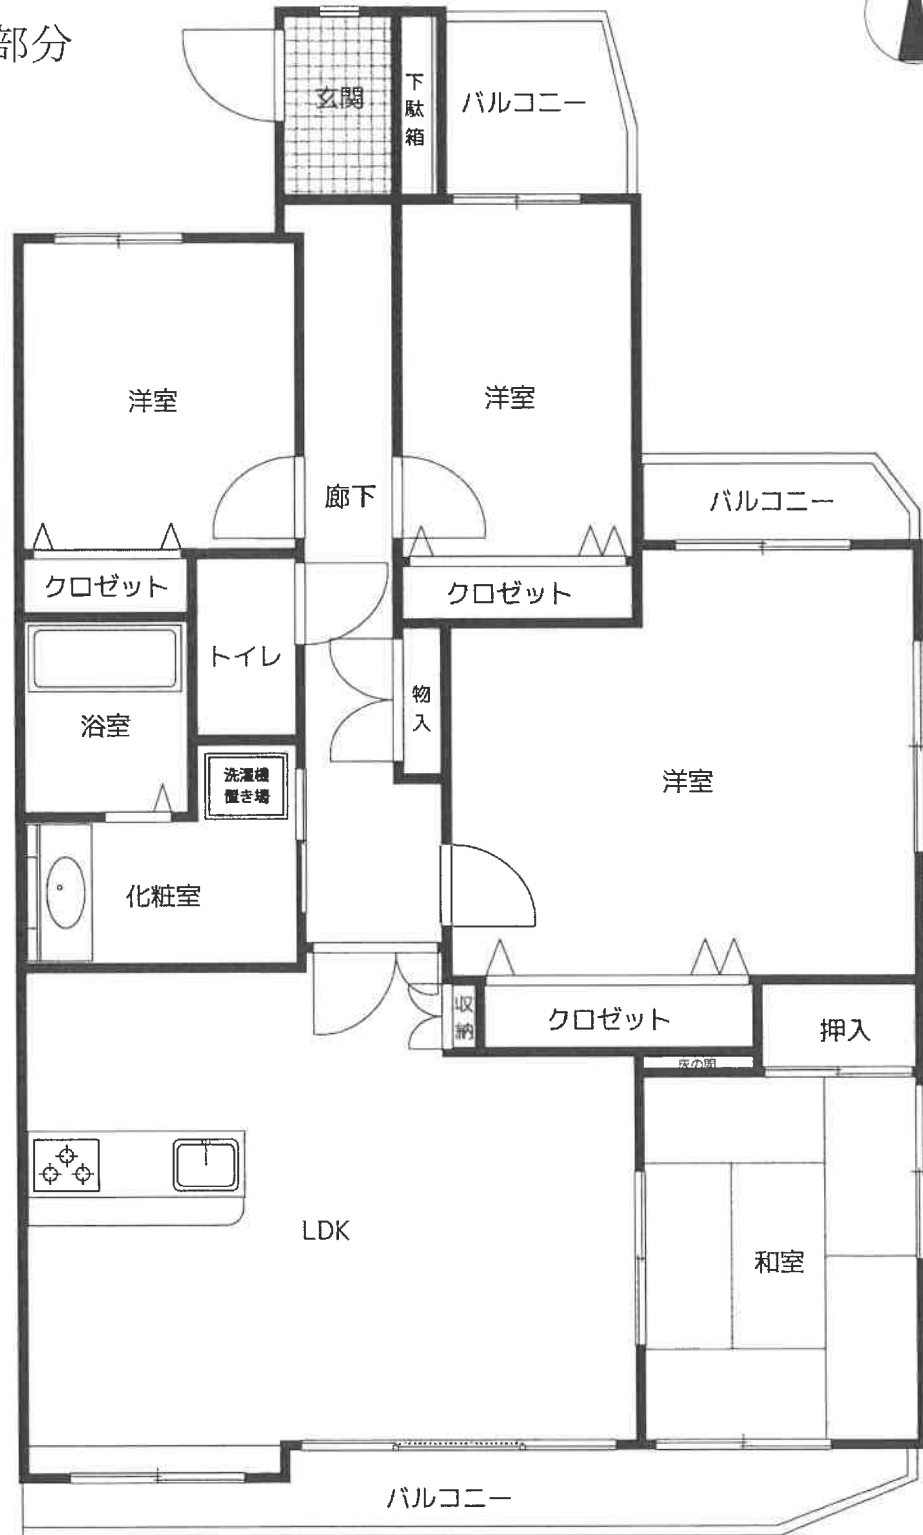 部分
玄関
下駄箱
バルコニー
洋室
洋室
廊下
バルコニー
クロゼット
クロゼット
トイレ
物入
浴室
洗濯機
置き場
洋室
化粧室
収納
クロゼット
押入
床の間
LDK
和室
バルコニー